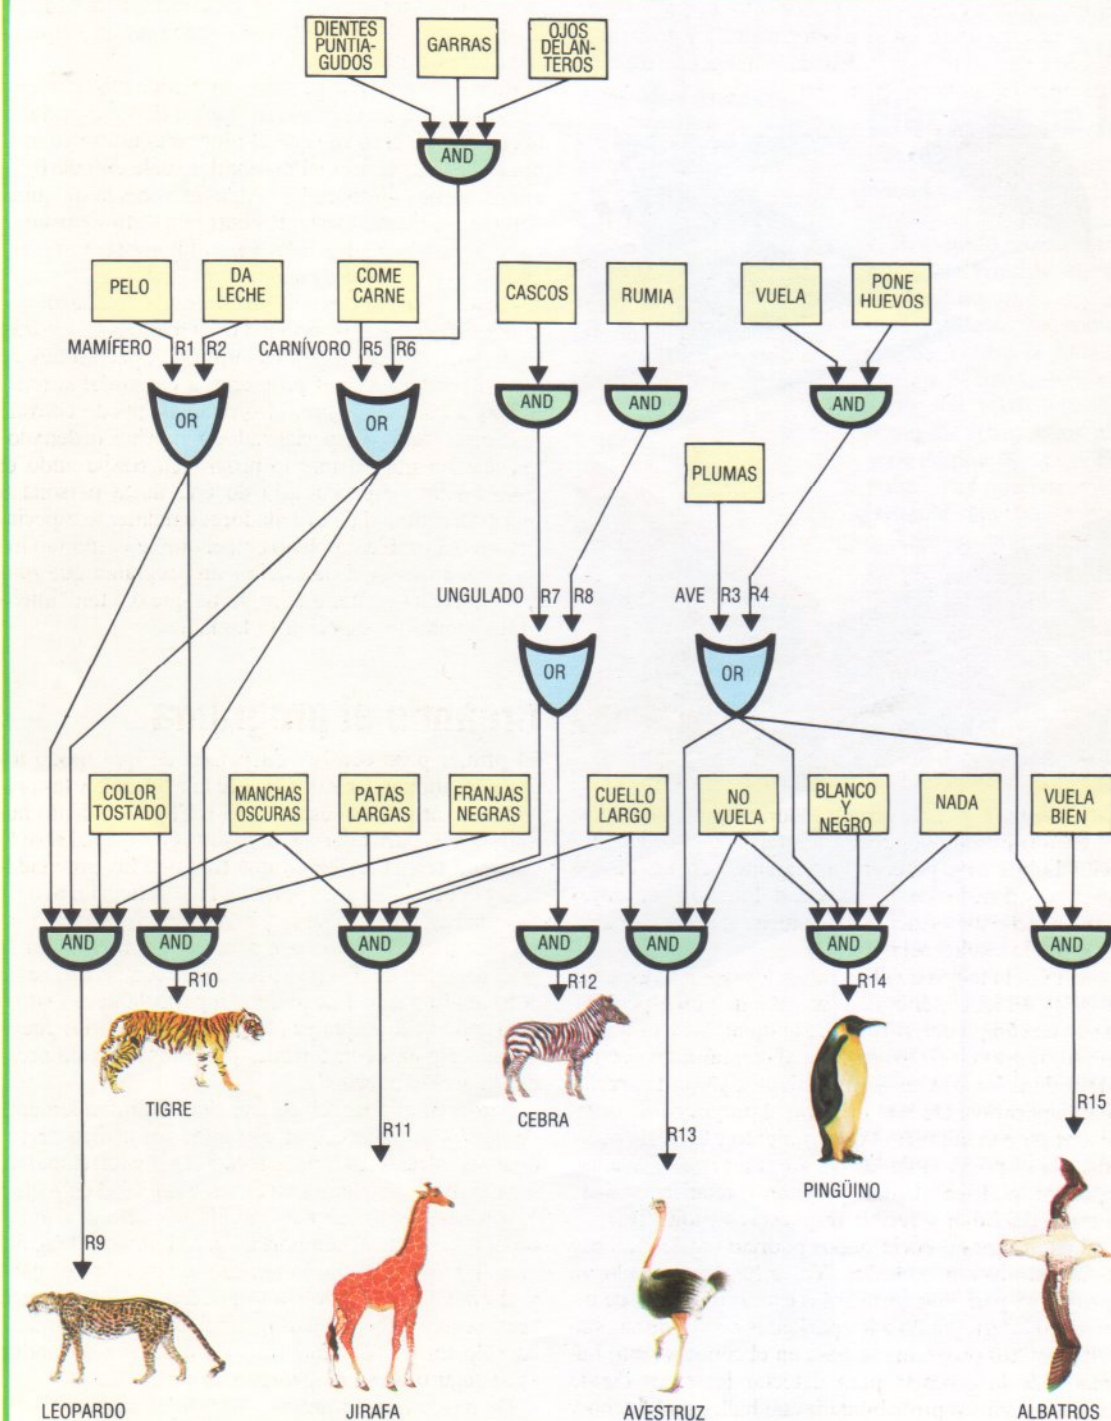 DIENTES
PUNTIA-
GUDOS
GARRAS
OJOS
DELAN-
TEROS
AND
PELO
DA
LECHE
COME
CARNE
CASCOS
RUMIA
VUELA
PONE
HUEVOS
MAMÍFERO
R1
R2
CARNÍVORO
R5
R6
OR
OR
AND
AND
AND
PLUMAS
UNGULADO
R7
R8
AVE
R3
R4
OR
OR
COLOR
TOSTADO
MANCHAS
OSCURAS
PATAS
LARGAS
FRANJAS
NEGRAS
CUELLO
LARGO
NO
VUELA
BLANCO
Y
NEGRO
NADA
VUELA
BIEN
AND
AND
AND
AND
AND
AND
AND
R10
R12
R14
TIGRE
R11
CEBRA
R13
R15
PINGÜINO
R9
LEOPARDO
JIRAFA
AVESTRUZ
ALBATROS